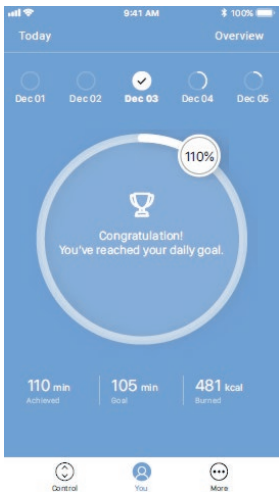 9:41 AM
100%
Today
Overview
Dec 01
Dec 02
Dec 03
Dec 04
Dec 05
110%
Congratulation!
You've reached your daily goal.
110 min
Achieved
105 min
Goal
481 kcal
Burned
Control
You
More